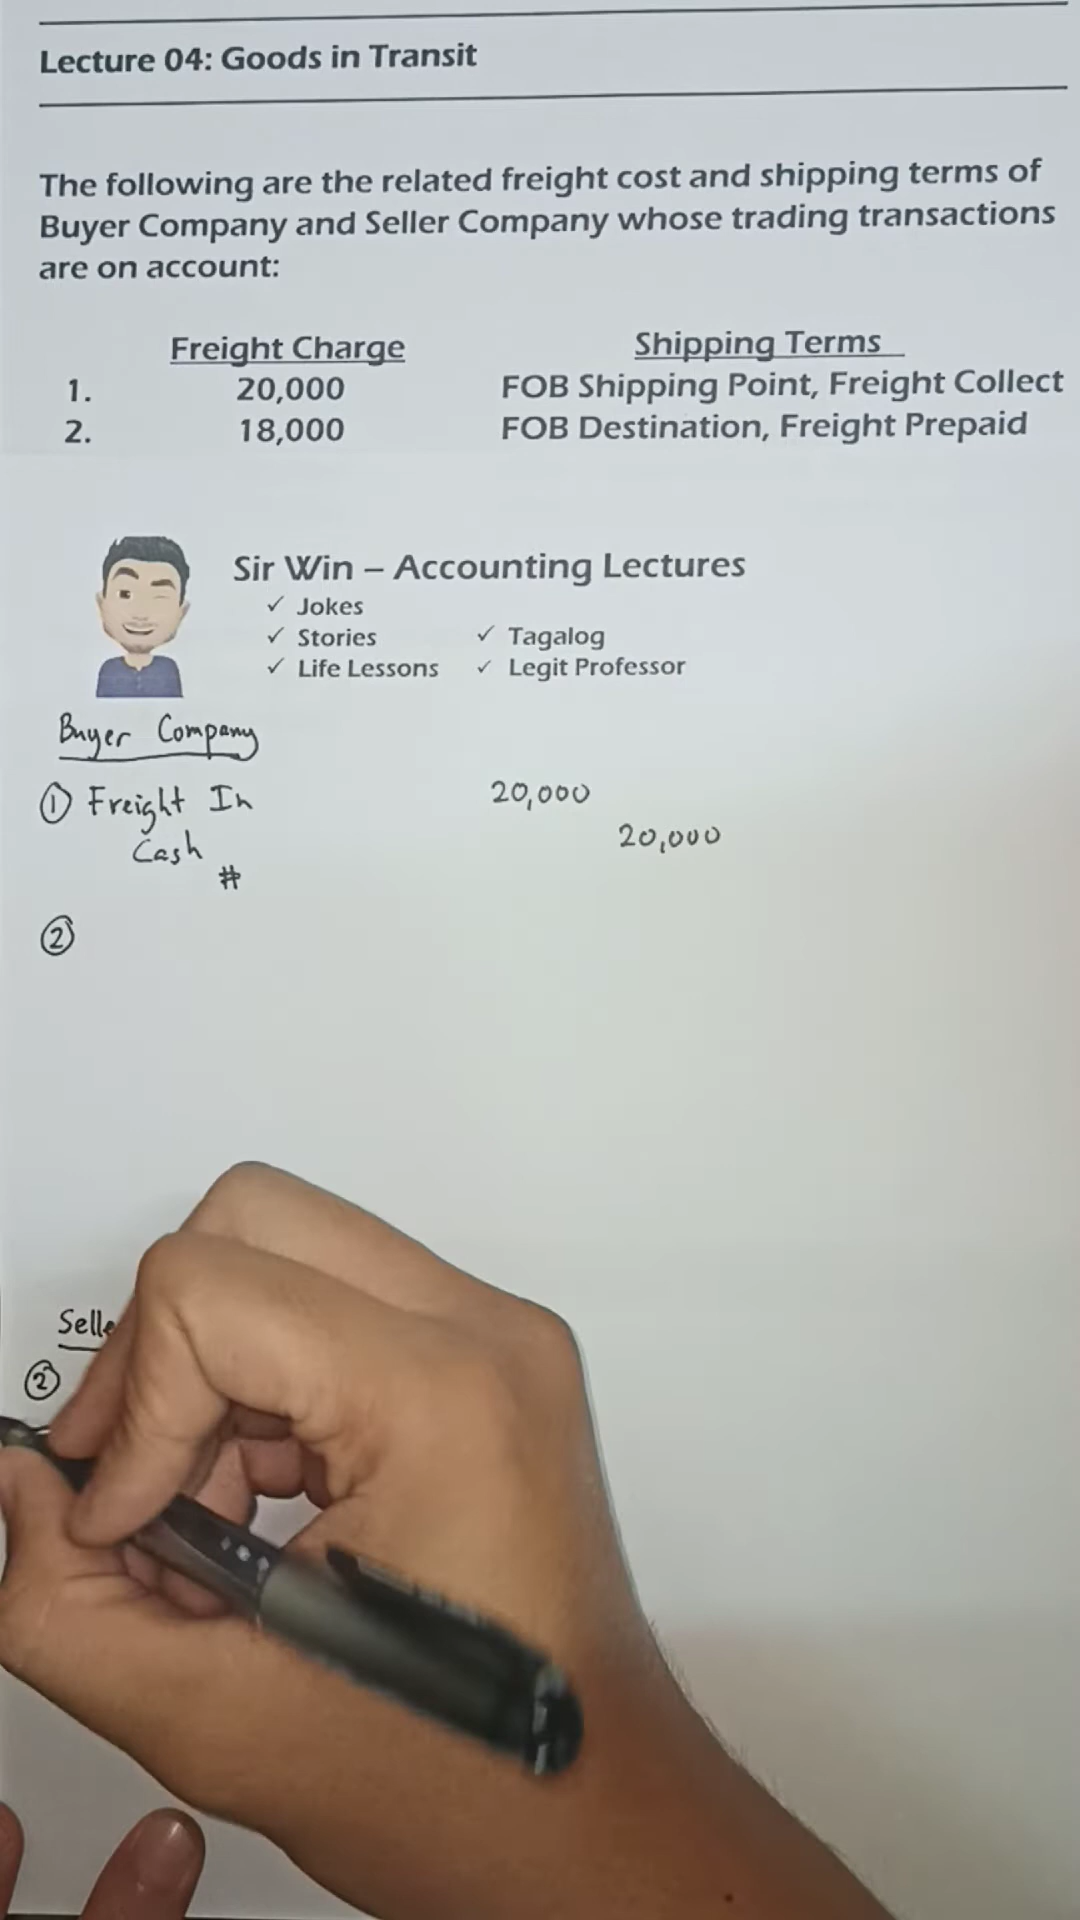 Lecture 04: Goods in Transit
The following are the related freight cost and shipping terms of
Buyer Company and Seller Company whose trading transactions
are on account:
Freight Charge Shipping Terms
1. 20,000 FOB Shipping Point, Freight Collect
2. 18,000 FOB Destination, Freight Prepaid
Sir Win – Accounting Lectures
✓ Jokes
✓ Stories ✓ Tagalog
✓ Life Lessons ✓ Legit Professor
Buyer Company
① Freight In 20,000
Cash 20,000
#
②
Selle
②